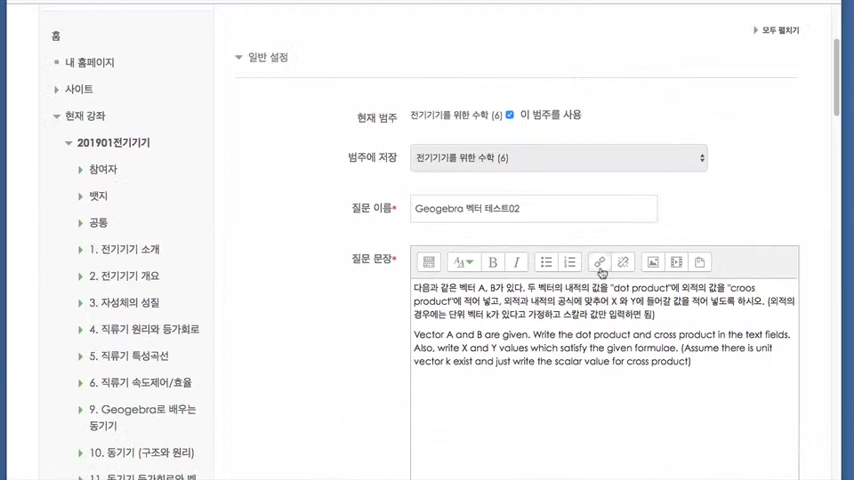 홈
내 홈페이지
사이트
현재 강좌
201901전기기기
참여자
뱃지
공통
1. 전기기기 소개
2. 전기기기 개요
3. 자성체의 성질
4. 직류기 원리와 등가회로
5. 직류기 특성곡선
6. 직류기 속도제어/효율
9. Geogebra로 배우는
동기기
10. 동기기 (구조와 원리)
모두 펼치기
일반 설정
현재 범주 전기기기를 위한 수학 (6) 이 범주를 사용
범주에 저장 전기기기를 위한 수학 (6)
질문 이름* Geogebra 벡터 테스트02
질문 문장*
다음과 같은 벡터 A, B가 있다. 두 벡터의 내적의 값을 "dot product"에 외적의 값을 "croos
product"에 적어 넣고, 외적과 내적의 공식에 맞추어 X 와 Y에 들어갈 값을 적어 넣도록 하시오. (외적의
경우에는 단위 벡터 k가 있다고 가정하고 스칼라 값만 입력하면 됨)
Vector A and B are given. Write the dot product and cross product in the text fields.
Also, write X and Y values which satisfy the given formulae. (Assume there is unit
vector k exist and just write the scalar value for cross product)